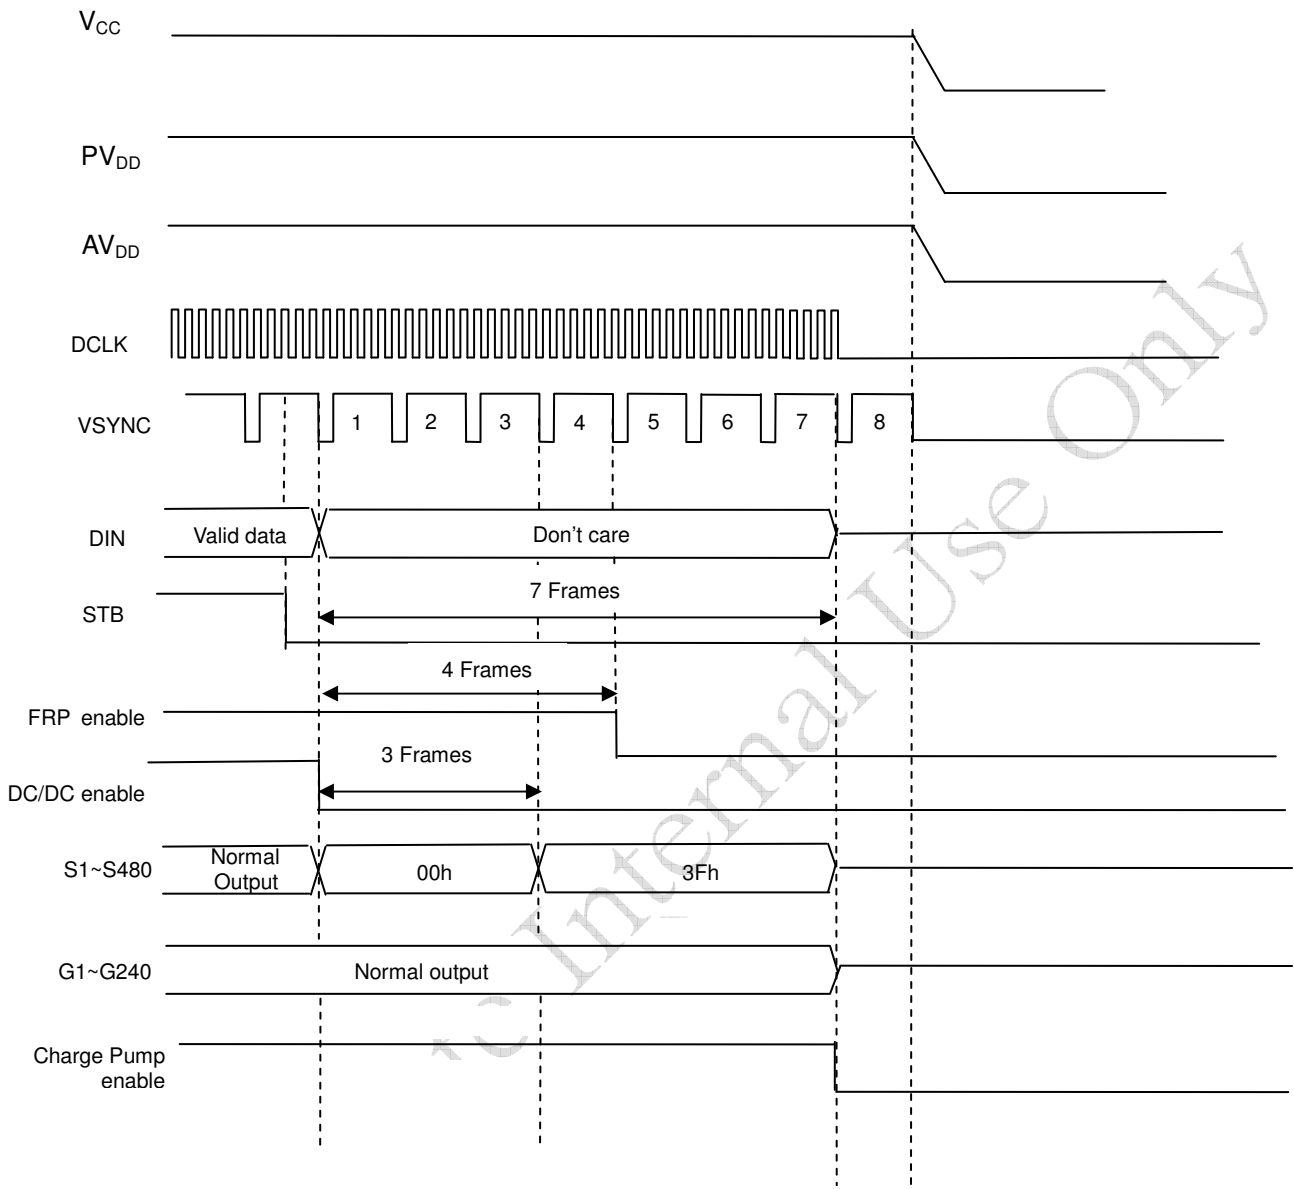 VCC
PVDD
AVDD
DCLK
VSYNC
1 2 3 4 5 6 7 8
DIN
Valid data
Don't care
STB
7 Frames
4 Frames
FRP enable
3 Frames
DC/DC enable
S1~S480
Normal
Output
00h
3Fh
G1~G240
Normal output
Charge Pump
enable
Internal Use Only